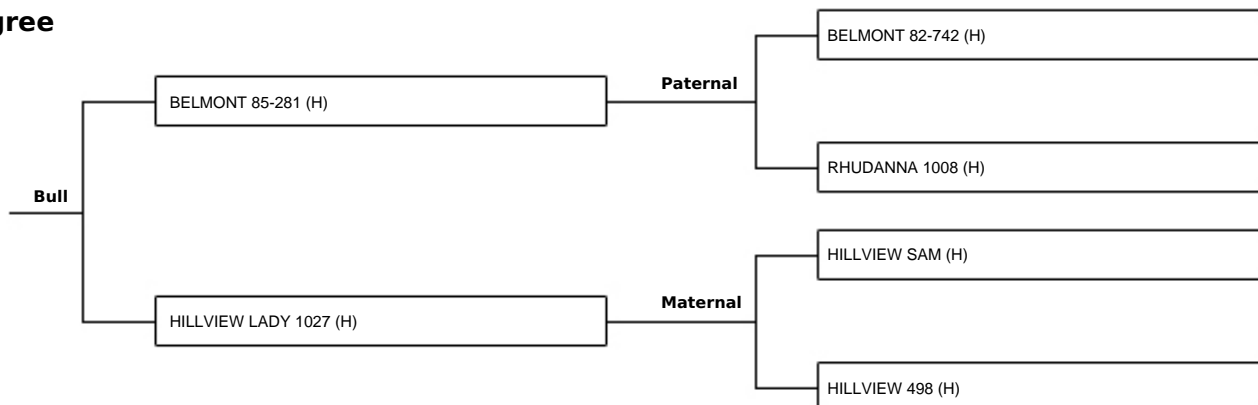 gree
BELMONT 82-742 (H)
Paternal
BELMONT 85-281 (H)
RHUDANNA 1008 (H)
Bull
HILLVIEW SAM (H)
Maternal
HILLVIEW LADY 1027 (H)
HILLVIEW 498 (H)